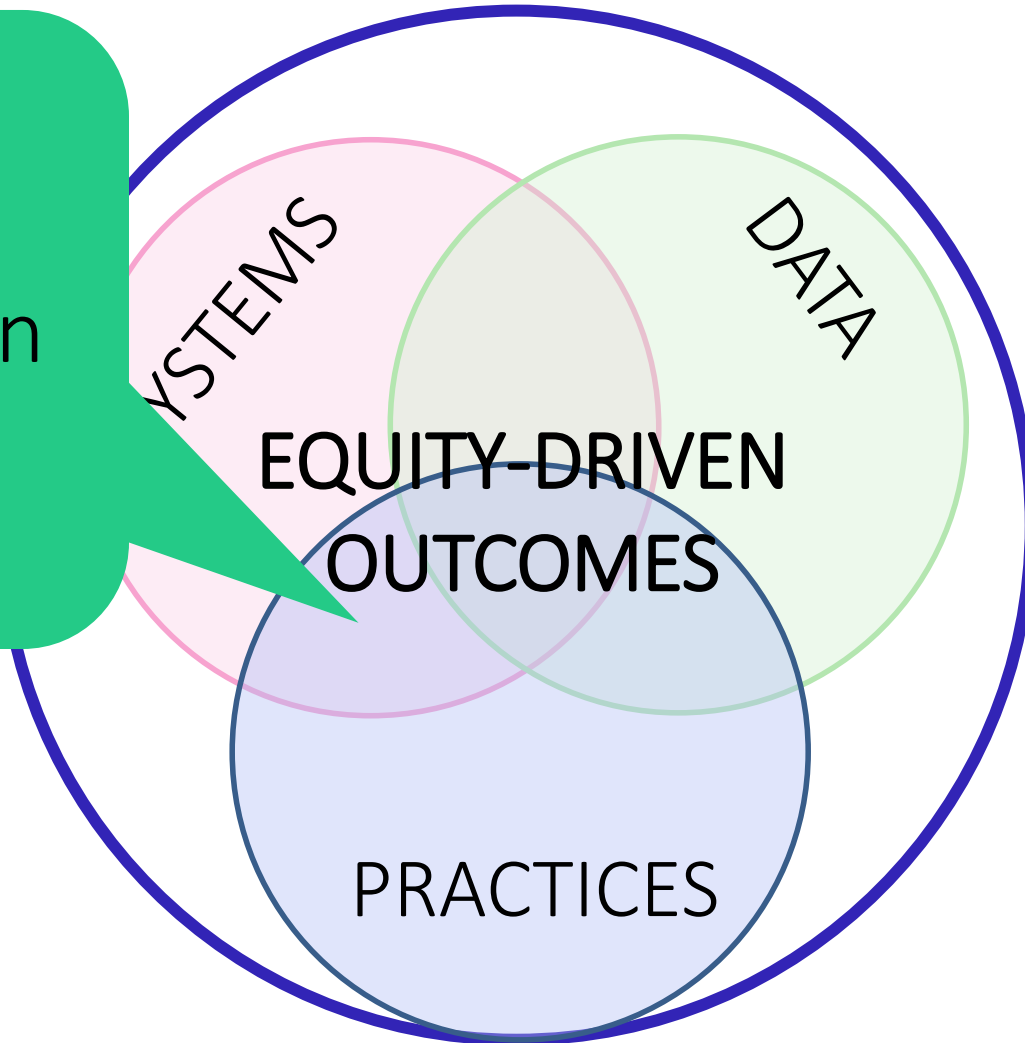 YSTEMS
DATA
n
EQUITY-DRIVEN
OUTCOMES
PRACTICES